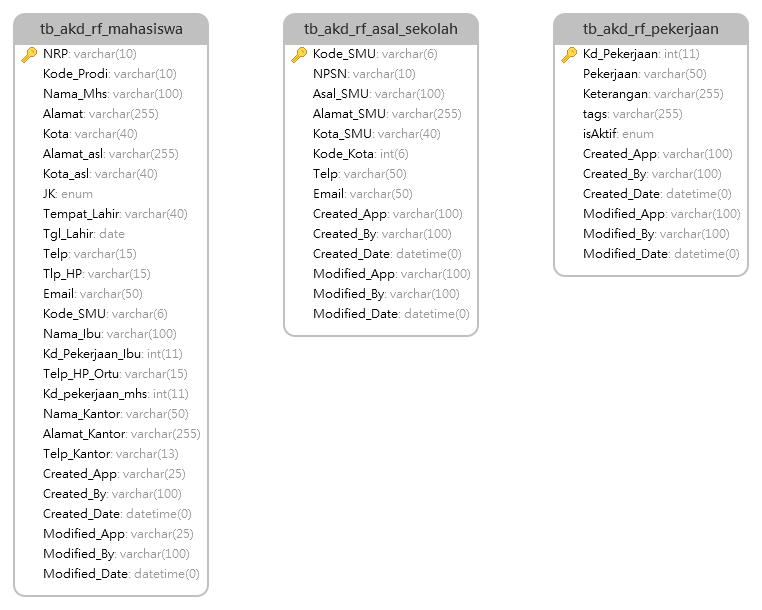 tb_akd_rf_mahasiswa
NRP: varchar(10)
Kode_Prodi: varchar(10)
Nama_Mhs: varchar(100)
Alamat: varchar(255)
Kota: varchar(40)
Alamat_asl: varchar(255)
Kota_asl: varchar(40)
JK: enum
Tempat_Lahir: varchar(40)
Tgl_Lahir: date
Telp: varchar(15)
Tlp_HP: varchar(15)
Email: varchar(50)
Kode_SMU: varchar(6)
Nama_Ibu: varchar(100)
Kd_Pekerjaan_Ibu: int(11)
Telp_HP_Ortu: varchar(15)
Kd_pekerjaan_mhs: int(11)
Nama_Kantor: varchar(50)
Alamat_Kantor: varchar(255)
Telp_Kantor: varchar(13)
Created_App: varchar(25)
Created_By: varchar(100)
Created_Date: datetime(0)
Modified_App: varchar(25)
Modified_By: varchar(100)
Modified_Date: datetime(0)
tb_akd_rf_asal_sekolah
Kode_SMU: varchar(6)
NPSN: varchar(10)
Asal_SMU: varchar(100)
Alamat_SMU: varchar(255)
Kota_SMU: varchar(40)
Kode_Kota: int(6)
Telp: varchar(50)
Email: varchar(50)
Created_App: varchar(100)
Created_By: varchar(100)
Created_Date: datetime(0)
Modified_App: varchar(100)
Modified_By: varchar(100)
Modified_Date: datetime(0)
tb_akd_rf_pekerjaan
Kd_Pekerjaan: int(11)
Pekerjaan: varchar(50)
Keterangan: varchar(255)
tags: varchar(255)
isAktif: enum
Created_App: varchar(100)
Created_By: varchar(100)
Created_Date: datetime(0)
Modified_App: varchar(100)
Modified_By: varchar(100)
Modified_Date: datetime(0)